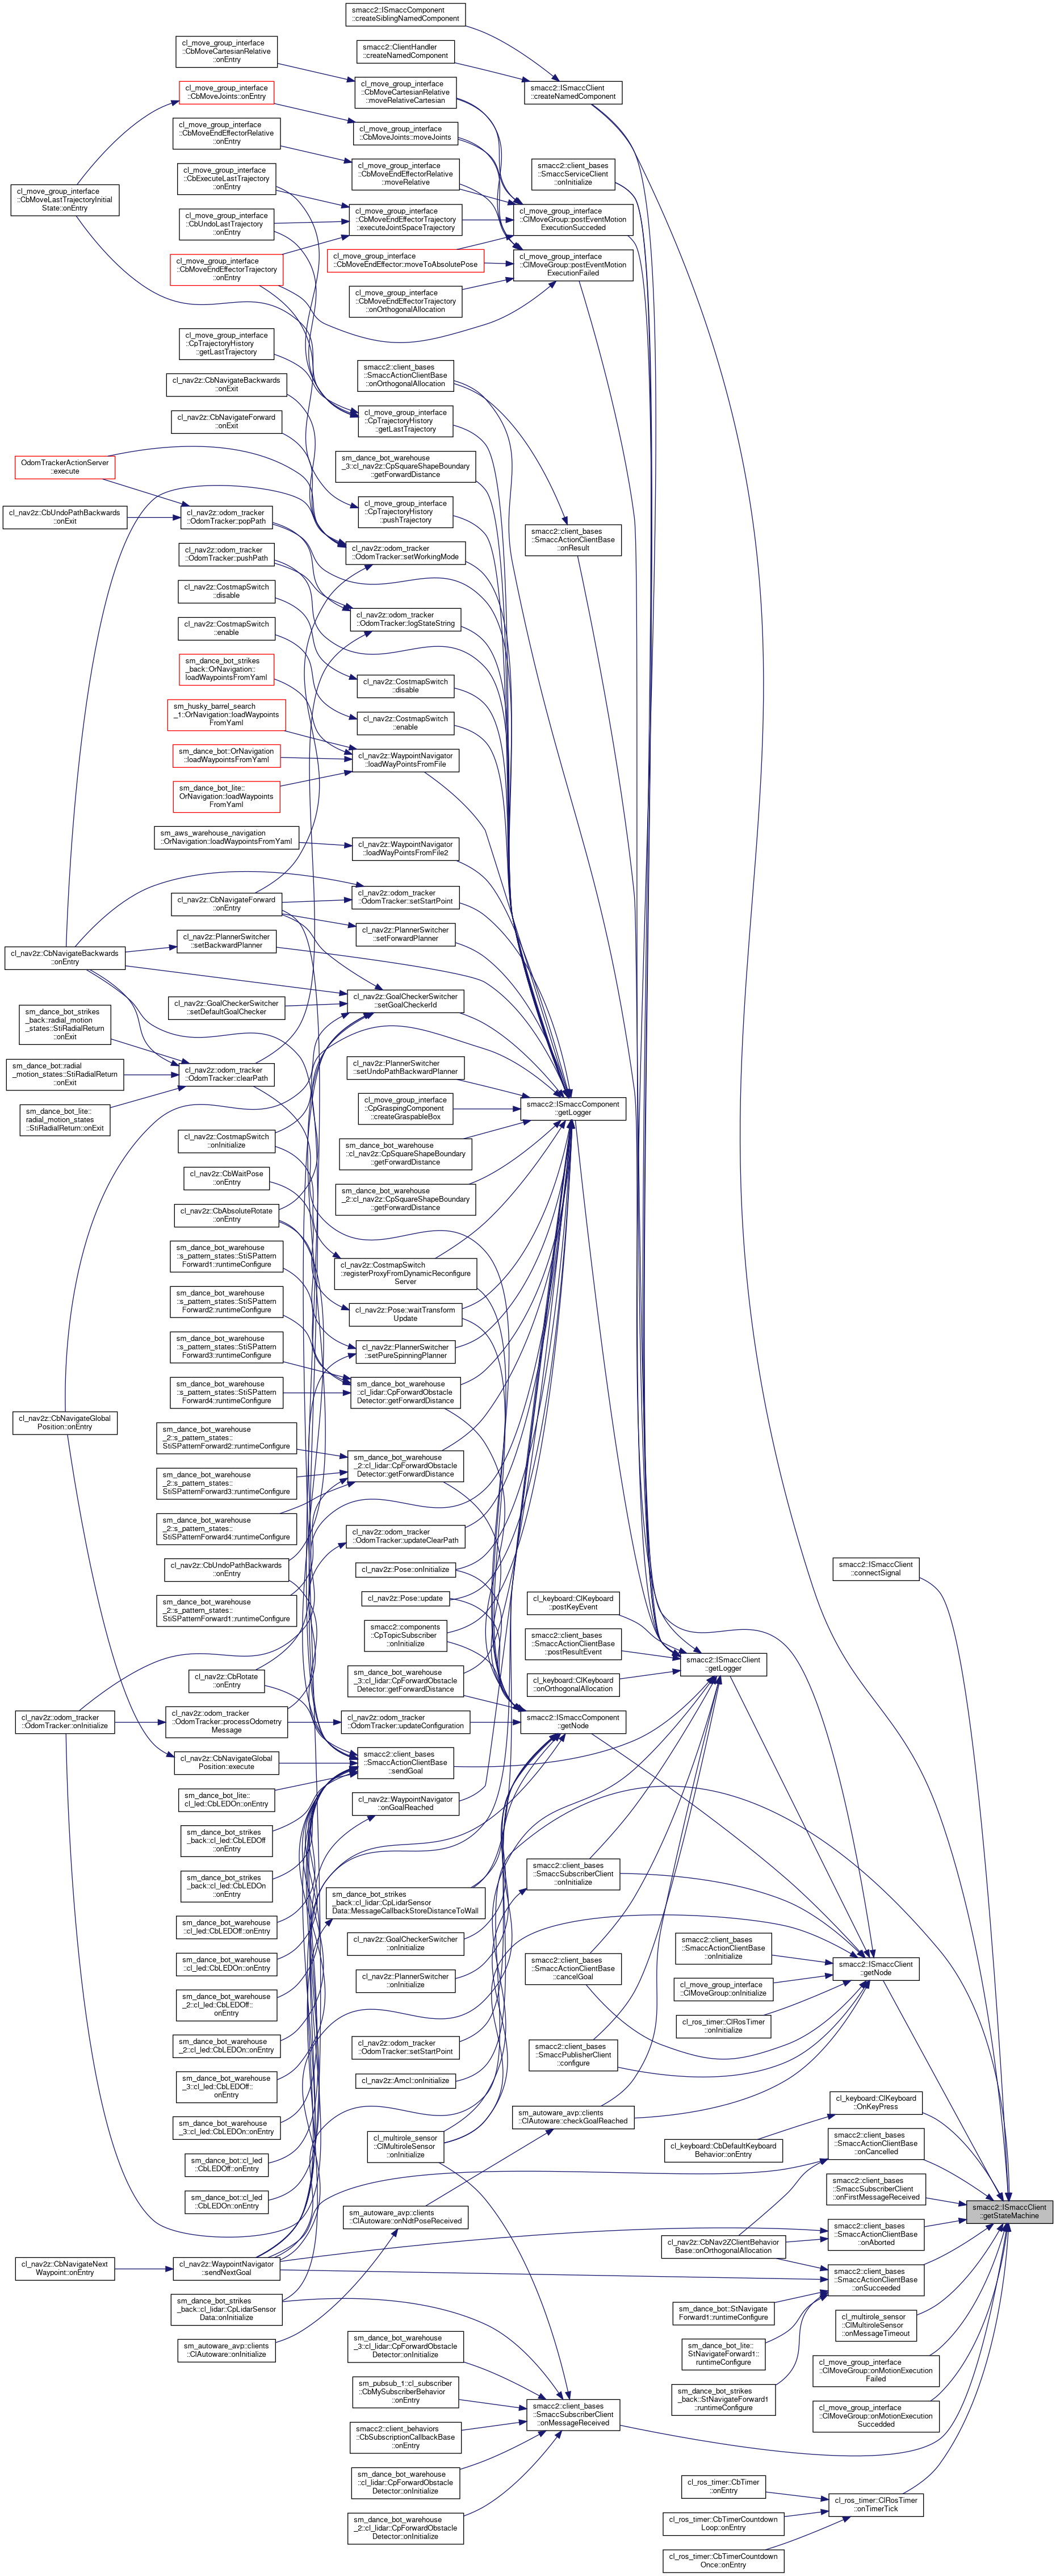 smacc2::ISmaccComponent
::createSiblingNamedComponent
cl_move_group_interface
::CbMoveCartesianRelative
::onEntry
smacc2::ClientHandler
::createNamedComponent
cl_move_group_interface
::CbMoveJoints::onEntry
cl_move_group_interface
::CbMoveCartesianRelative
::moveRelativeCartesian
smacc2::ISmaccClient
::createNamedComponent
cl_move_group_interface
::CbMoveEndEffectorRelative
::onEntry
cl_move_group_interface
::CbMoveJoints::moveJoints
cl_move_group_interface
::CbExecuteLastTrajectory
::onEntry
cl_move_group_interface
::CbMoveEndEffectorRelative
::moveRelative
smacc2::client_bases
::SmaccServiceClient
::onInitialize
cl_move_group_interface
::CbMoveLastTrajectoryInitial
State::onEntry
cl_move_group_interface
::CbUndoLastTrajectory
::onEntry
cl_move_group_interface
::CbMoveEndEffectorTrajectory
::executeJointSpaceTrajectory
cl_move_group_interface
::ClMoveGroup::postEventMotion
ExecutionSucceded
cl_move_group_interface
::CbMoveEndEffectorTrajectory
::onEntry
cl_move_group_interface
::CbMoveEndEffector::moveToAbsolutePose
cl_move_group_interface
::ClMoveGroup::postEventMotion
ExecutionFailed
cl_move_group_interface
::CbMoveEndEffectorTrajectory
::onOrthogonalAllocation
cl_move_group_interface
::CpTrajectoryHistory
::getLastTrajectory
smacc2::client_bases
::SmaccActionClientBase
::onOrthogonalAllocation
cl_nav2z::CbNavigateBackwards
::onExit
cl_nav2z::CbNavigateForward
::onExit
cl_move_group_interface
::CpTrajectoryHistory
::getLastTrajectory
OdomTrackerActionServer
::execute
sm_dance_bot_warehouse
_3::cl_nav2z::CpSquareShapeBoundary
::getForwardDistance
cl_nav2z::CbUndoPathBackwards
::onExit
cl_nav2z::odom_tracker
::OdomTracker::popPath
cl_move_group_interface
::CpTrajectoryHistory
::pushTrajectory
smacc2::client_bases
::SmaccActionClientBase
::onResult
cl_nav2z::odom_tracker
::OdomTracker::pushPath
cl_nav2z::odom_tracker
::OdomTracker::setWorkingMode
cl_nav2z::CostmapSwitch
::disable
cl_nav2z::CostmapSwitch
::enable
cl_nav2z::odom_tracker
::OdomTracker::logStateString
sm_dance_bot_strikes
_back::OrNavigation::
loadWaypointsFromYaml
cl_nav2z::CostmapSwitch
::disable
sm_husky_barrel_search
_1::OrNavigation::loadWaypoints
FromYaml
cl_nav2z::CostmapSwitch
::enable
sm_dance_bot::OrNavigation
::loadWaypointsFromYaml
cl_nav2z::WaypointNavigator
::loadWayPointsFromFile
sm_dance_bot_lite::
OrNavigation::loadWaypoints
FromYaml
sm_aws_warehouse_navigation
::OrNavigation::loadWaypointsFromYaml
cl_nav2z::WaypointNavigator
::loadWayPointsFromFile2
cl_nav2z::CbNavigateForward
::onEntry
cl_nav2z::odom_tracker
::OdomTracker::setStartPoint
cl_nav2z::CbNavigateBackwards
::onEntry
cl_nav2z::PlannerSwitcher
::setBackwardPlanner
cl_nav2z::PlannerSwitcher
::setForwardPlanner
sm_dance_bot_strikes
_back::radial_motion
_states::StiRadialReturn
::onExit
cl_nav2z::GoalCheckerSwitcher
::setDefaultGoalChecker
cl_nav2z::GoalCheckerSwitcher
::setGoalCheckerId
sm_dance_bot::radial
_motion_states::StiRadialReturn
::onExit
cl_nav2z::odom_tracker
::OdomTracker::clearPath
cl_nav2z::PlannerSwitcher
::setUndoPathBackwardPlanner
sm_dance_bot_lite::
radial_motion_states
::StiRadialReturn::onExit
cl_move_group_interface
::CpGraspingComponent
::createGraspableBox
smacc2::ISmaccComponent
::getLogger
cl_nav2z::CostmapSwitch
::onInitialize
sm_dance_bot_warehouse
::cl_nav2z::CpSquareShapeBoundary
::getForwardDistance
cl_nav2z::CbWaitPose
::onEntry
sm_dance_bot_warehouse
_2::cl_nav2z::CpSquareShapeBoundary
::getForwardDistance
cl_nav2z::CbAbsoluteRotate
::onEntry
sm_dance_bot_warehouse
::s_pattern_states::StiSPattern
Forward1::runtimeConfigure
cl_nav2z::CostmapSwitch
::registerProxyFromDynamicReconfigure
Server
sm_dance_bot_warehouse
::s_pattern_states::StiSPattern
Forward2::runtimeConfigure
cl_nav2z::Pose::waitTransform
Update
sm_dance_bot_warehouse
::s_pattern_states::StiSPattern
Forward3::runtimeConfigure
cl_nav2z::PlannerSwitcher
::setPureSpinningPlanner
sm_dance_bot_warehouse
::s_pattern_states::StiSPattern
Forward4::runtimeConfigure
sm_dance_bot_warehouse
::cl_lidar::CpForwardObstacle
Detector::getForwardDistance
cl_nav2z::CbNavigateGlobal
Position::onEntry
sm_dance_bot_warehouse
_2::s_pattern_states::
StiSPatternForward2::runtimeConfigure
sm_dance_bot_warehouse
_2::cl_lidar::CpForwardObstacle
Detector::getForwardDistance
sm_dance_bot_warehouse
_2::s_pattern_states::
StiSPatternForward3::runtimeConfigure
sm_dance_bot_warehouse
_2::s_pattern_states::
StiSPatternForward4::runtimeConfigure
cl_nav2z::odom_tracker
::OdomTracker::updateClearPath
cl_nav2z::CbUndoPathBackwards
::onEntry
cl_nav2z::Pose::onInitialize
smacc2::ISmaccClient
::connectSignal
sm_dance_bot_warehouse
_2::s_pattern_states::
StiSPatternForward1::runtimeConfigure
cl_nav2z::Pose::update
cl_keyboard::ClKeyboard
::postKeyEvent
smacc2::components
::CpTopicSubscriber
::onInitialize
smacc2::client_bases
::SmaccActionClientBase
::postResultEvent
smacc2::ISmaccClient
::getLogger
cl_nav2z::CbRotate
::onEntry
sm_dance_bot_warehouse
_3::cl_lidar::CpForwardObstacle
Detector::getForwardDistance
cl_keyboard::ClKeyboard
::onOrthogonalAllocation
cl_nav2z::odom_tracker
::OdomTracker::onInitialize
cl_nav2z::odom_tracker
::OdomTracker::processOdometry
Message
cl_nav2z::odom_tracker
::OdomTracker::updateConfiguration
smacc2::ISmaccComponent
::getNode
cl_nav2z::CbNavigateGlobal
Position::execute
smacc2::client_bases
::SmaccActionClientBase
::sendGoal
sm_dance_bot_lite::
cl_led::CbLEDOn::onEntry
cl_nav2z::WaypointNavigator
::onGoalReached
sm_dance_bot_strikes
_back::cl_led::CbLEDOff
::onEntry
sm_dance_bot_strikes
_back::cl_led::CbLEDOn
::onEntry
smacc2::client_bases
::SmaccSubscriberClient
::onInitialize
sm_dance_bot_strikes
_back::cl_lidar::CpLidarSensor
Data::MessageCallbackStoreDistanceToWall
sm_dance_bot_warehouse
::cl_led::CbLEDOff::onEntry
cl_nav2z::GoalCheckerSwitcher
::onInitialize
sm_dance_bot_warehouse
::cl_led::CbLEDOn::onEntry
smacc2::client_bases
::SmaccActionClientBase
::onInitialize
smacc2::ISmaccClient
::getNode
cl_nav2z::PlannerSwitcher
::onInitialize
smacc2::client_bases
::SmaccActionClientBase
::cancelGoal
cl_move_group_interface
::ClMoveGroup::onInitialize
sm_dance_bot_warehouse
_2::cl_led::CbLEDOff::
onEntry
cl_ros_timer::ClRosTimer
::onInitialize
sm_dance_bot_warehouse
_2::cl_led::CbLEDOn::onEntry
cl_nav2z::odom_tracker
::OdomTracker::setStartPoint
smacc2::client_bases
::SmaccPublisherClient
::configure
sm_dance_bot_warehouse
_3::cl_led::CbLEDOff::
onEntry
cl_nav2z::Amcl::onInitialize
sm_dance_bot_warehouse
_3::cl_led::CbLEDOn::onEntry
sm_autoware_avp::clients
::ClAutoware::checkGoalReached
cl_keyboard::ClKeyboard
::OnKeyPress
cl_multirole_sensor
::ClMultiroleSensor
::onInitialize
cl_keyboard::CbDefaultKeyboard
Behavior::onEntry
smacc2::client_bases
::SmaccActionClientBase
::onCancelled
sm_dance_bot::cl_led
::CbLEDOff::onEntry
smacc2::client_bases
::SmaccSubscriberClient
::onFirstMessageReceived
sm_dance_bot::cl_led
::CbLEDOn::onEntry
sm_autoware_avp::clients
::ClAutoware::onNdtPoseReceived
smacc2::ISmaccClient
::getStateMachine
cl_nav2z::CbNav2ZClientBehavior
Base::onOrthogonalAllocation
smacc2::client_bases
::SmaccActionClientBase
::onAborted
cl_nav2z::CbNavigateNext
Waypoint::onEntry
cl_nav2z::WaypointNavigator
::sendNextGoal
smacc2::client_bases
::SmaccActionClientBase
::onSucceeded
sm_dance_bot_strikes
_back::cl_lidar::CpLidarSensor
Data::onInitialize
sm_dance_bot::StNavigate
Forward1::runtimeConfigure
cl_multirole_sensor
::ClMultiroleSensor
::onMessageTimeout
sm_autoware_avp::clients
::ClAutoware::onInitialize
sm_dance_bot_warehouse
_3::cl_lidar::CpForwardObstacle
Detector::onInitialize
sm_dance_bot_lite::
StNavigateForward1::
runtimeConfigure
cl_move_group_interface
::ClMoveGroup::onMotionExecution
Failed
sm_pubsub_1::cl_subscriber
::CbMySubscriberBehavior
::onEntry
sm_dance_bot_strikes
_back::StNavigateForward1
::runtimeConfigure
smacc2::client_bases
::SmaccSubscriberClient
::onMessageReceived
cl_move_group_interface
::ClMoveGroup::onMotionExecution
Succedded
smacc2::client_behaviors
::CbSubscriptionCallbackBase
::onEntry
sm_dance_bot_warehouse
::cl_lidar::CpForwardObstacle
Detector::onInitialize
cl_ros_timer::CbTimer
::onEntry
cl_ros_timer::ClRosTimer
::onTimerTick
sm_dance_bot_warehouse
_2::cl_lidar::CpForwardObstacle
Detector::onInitialize
cl_ros_timer::CbTimerCountdown
Loop::onEntry
cl_ros_timer::CbTimerCountdown
Once::onEntry